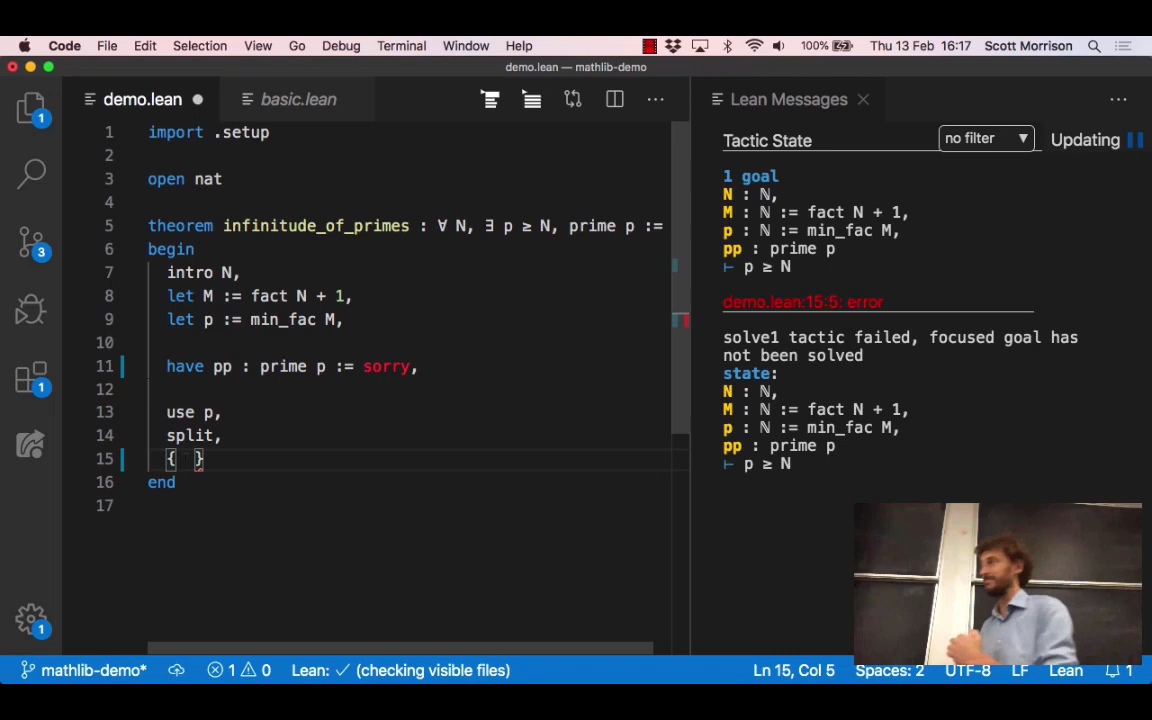 Code File Edit Selection View Go Debug Terminal Window Help 100% Thu 13 Feb 16:17 Scott Morrison
demo.lean — mathlib-demo
demo.lean
basic.lean
1 import .setup
2
3 open nat
4
5 theorem infinitude_of_primes : ∀ N, ∃ p ≥ N, prime p :=
6 begin
7 intro N,
8 let M := fact N + 1,
9 let p := min_fac M,
10
11 have pp : prime p := sorry,
12
13 use p,
14 split,
15 { }
16 end
17
1
3
1
1
Lean Messages
Tactic State no filter Updating
1 goal
N : ℕ,
M : ℕ := fact N + 1,
p : ℕ := min_fac M,
pp : prime p
⊢ p ≥ N
demo.lean:15:5: error
solve1 tactic failed, focused goal has
not been solved
state:
N : ℕ,
M : ℕ := fact N + 1,
p : ℕ := min_fac M,
pp : prime p
⊢ p ≥ N
mathlib-demo* 1 0 Lean: ✓ (checking visible files) Ln 15, Col 5 Spaces: 2 UTF-8 LF Lean 1